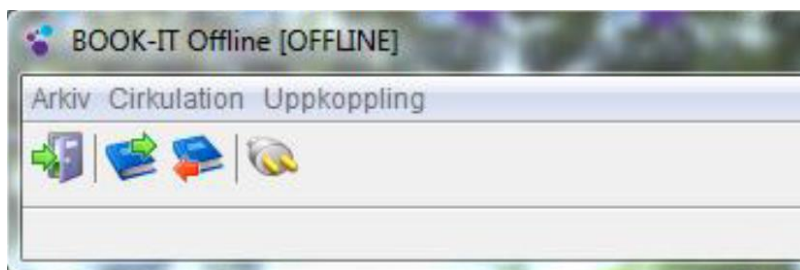 BOOK-IT Offline [OFFLINE]
Arkiv Cirkulation Uppkoppling